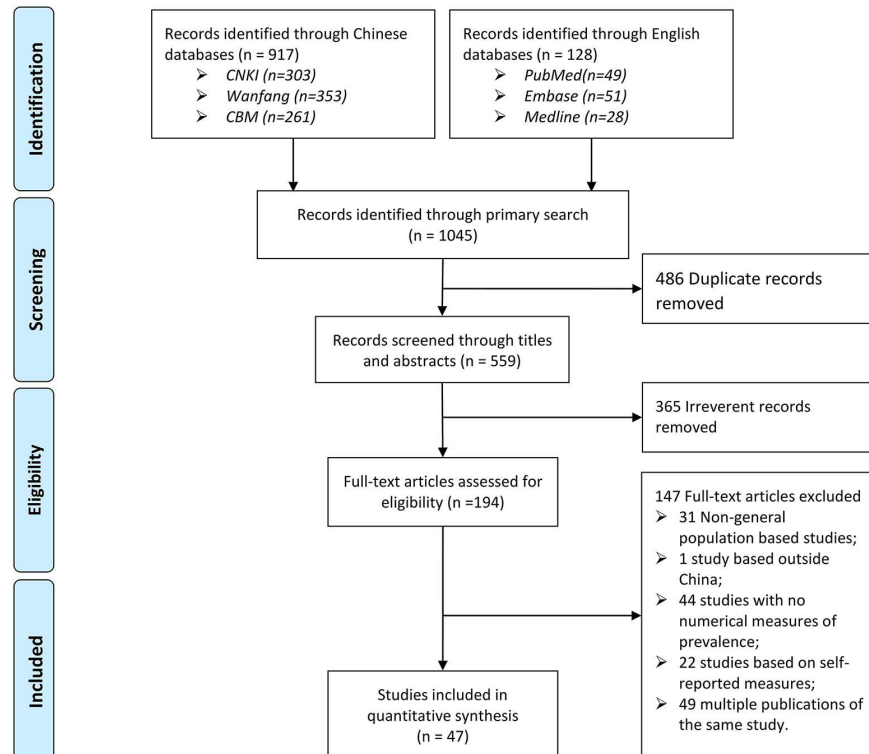 Identification
Records identified through Chinese
databases (n = 917)
➢ CNKI (n=303)
➢ Wanfang (n=353)
➢ CBM (n=261)
Records identified through English
databases (n = 128)
➢ PubMed(n=49)
➢ Embase (n=51)
➢ Medline (n=28)
Records identified through primary search
(n = 1045)
Screening
486 Duplicate records
removed
Records screened through titles
and abstracts (n = 559)
365 Irreverent records
removed
Eligibility
Full-text articles assessed for
eligibility (n =194)
147 Full-text articles excluded
➢ 31 Non-general
population based studies;
➢ 1 study based outside
China;
➢ 44 studies with no
numerical measures of
prevalence;
➢ 22 studies based on self-
reported measures;
➢ 49 multiple publications of
the same study.
Included
Studies included in
quantitative synthesis
(n = 47)